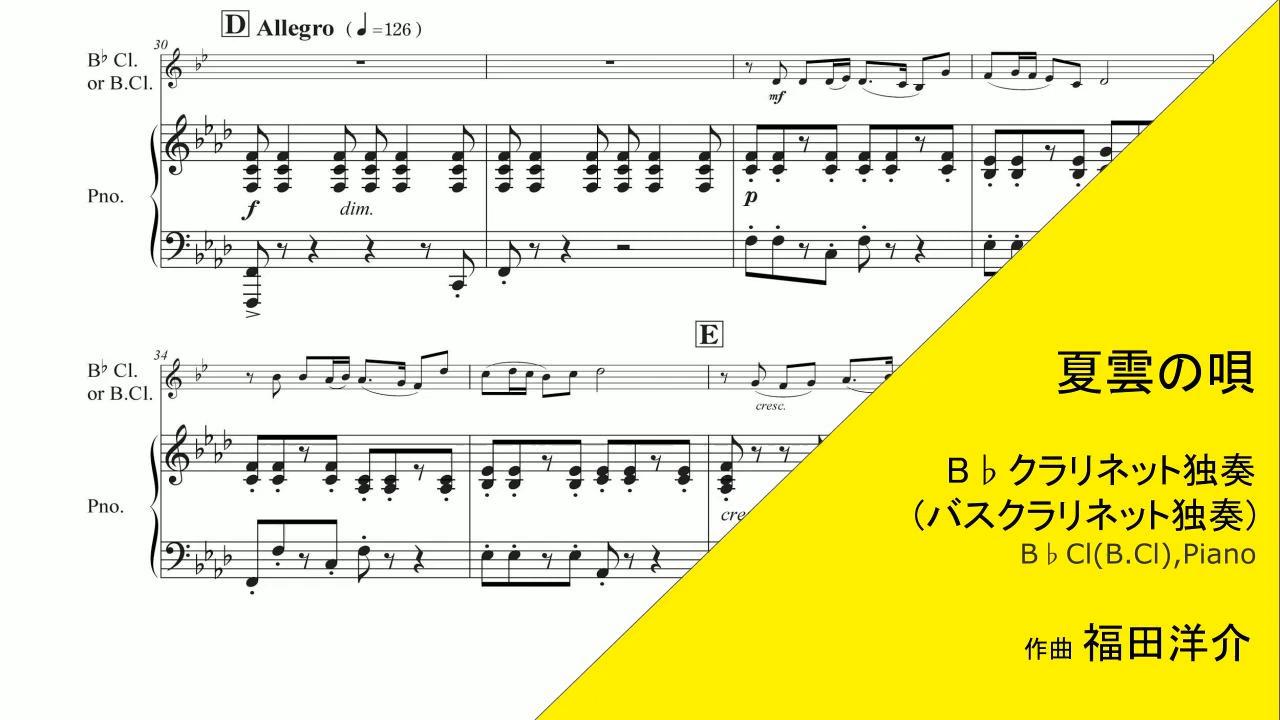 D Allegro (♩=126)
30
B♭ Cl.
or B.Cl.
mf
Pno.
f dim. p
34
E
B♭ Cl.
or B.Cl.
cresc.
Pno.
夏雲の唄
B♭クラリネット独奏
(バスクラリネット独奏)
B♭Cl(B.Cl),Piano
作曲 福田洋介